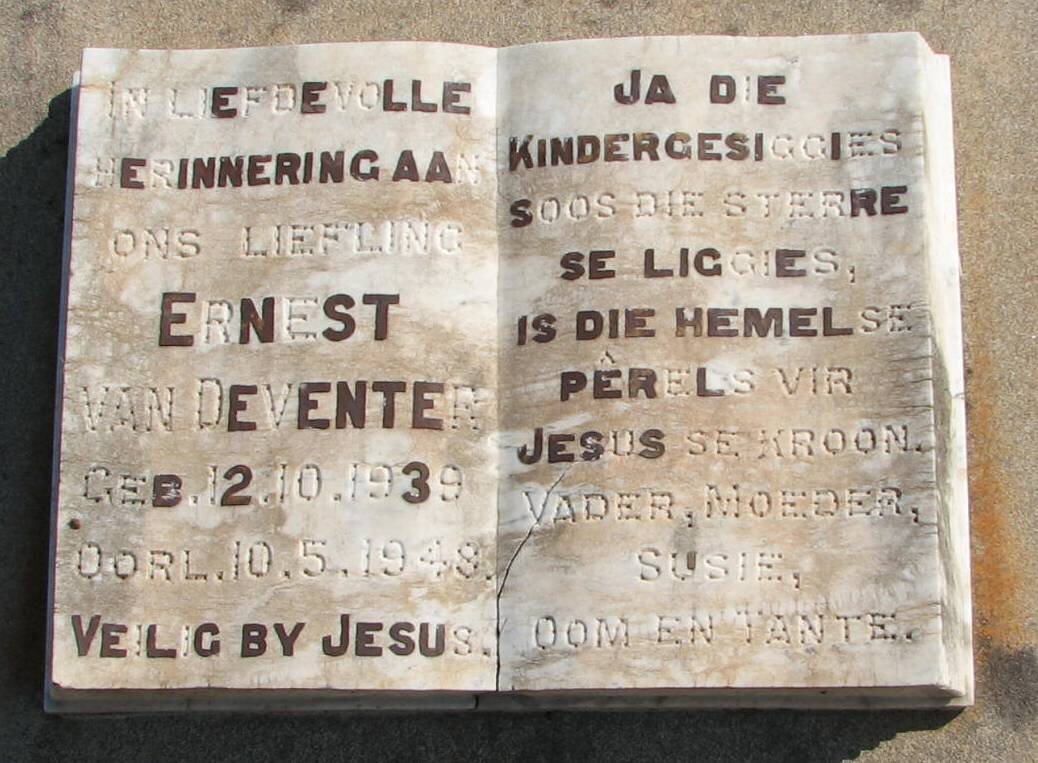 IN LIEFDEVOLLE
HERINNERING AAN
ONS LIEFLING
ERNEST
VAN DEVENTER
GEB. 12.10.1939
OORL. 10.5.1948.
VEILIG BY JESUS.
JA DIE
KINDERGESIGGIES
SOOS DIE STERRE
SE LIGGIES,
IS DIE HEMELSE
PÊRELS VIR
JESUS SE KROON.
VADER, MOEDER,
SUSIE,
OOM EN TANTE.